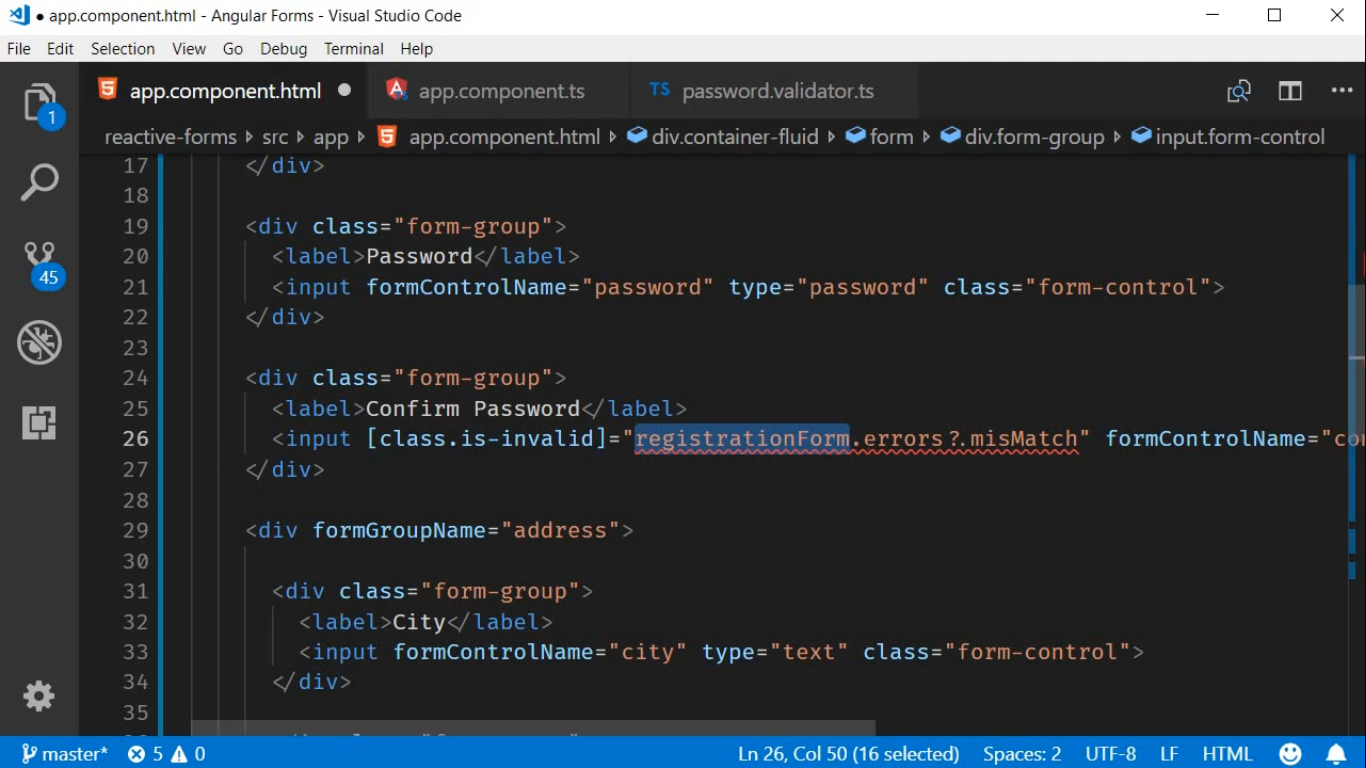 ● app.component.html - Angular Forms - Visual Studio Code
File Edit Selection View Go Debug Terminal Help
app.component.html ● app.component.ts TS password.validator.ts
1
reactive-forms src app app.component.html div.container-fluid form div.form-group input.form-control
17 </div>
18
19 <div class="form-group">
20 <label>Password</label>
21 <input formControlName="password" type="password" class="form-control">
22 </div>
23
24 <div class="form-group">
25 <label>Confirm Password</label>
26 <input [class.is-invalid]="registrationForm.errors?.misMatch" formControlName="co
27 </div>
28
29 <div formGroupName="address">
30
31 <div class="form-group">
32 <label>City</label>
33 <input formControlName="city" type="text" class="form-control">
34 </div>
35
45
master* 5 0 Ln 26, Col 50 (16 selected) Spaces: 2 UTF-8 LF HTML